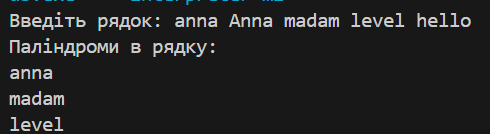 Введіть рядок: anna Anna madam level hello
Паліндроми в рядку:
anna
madam
level